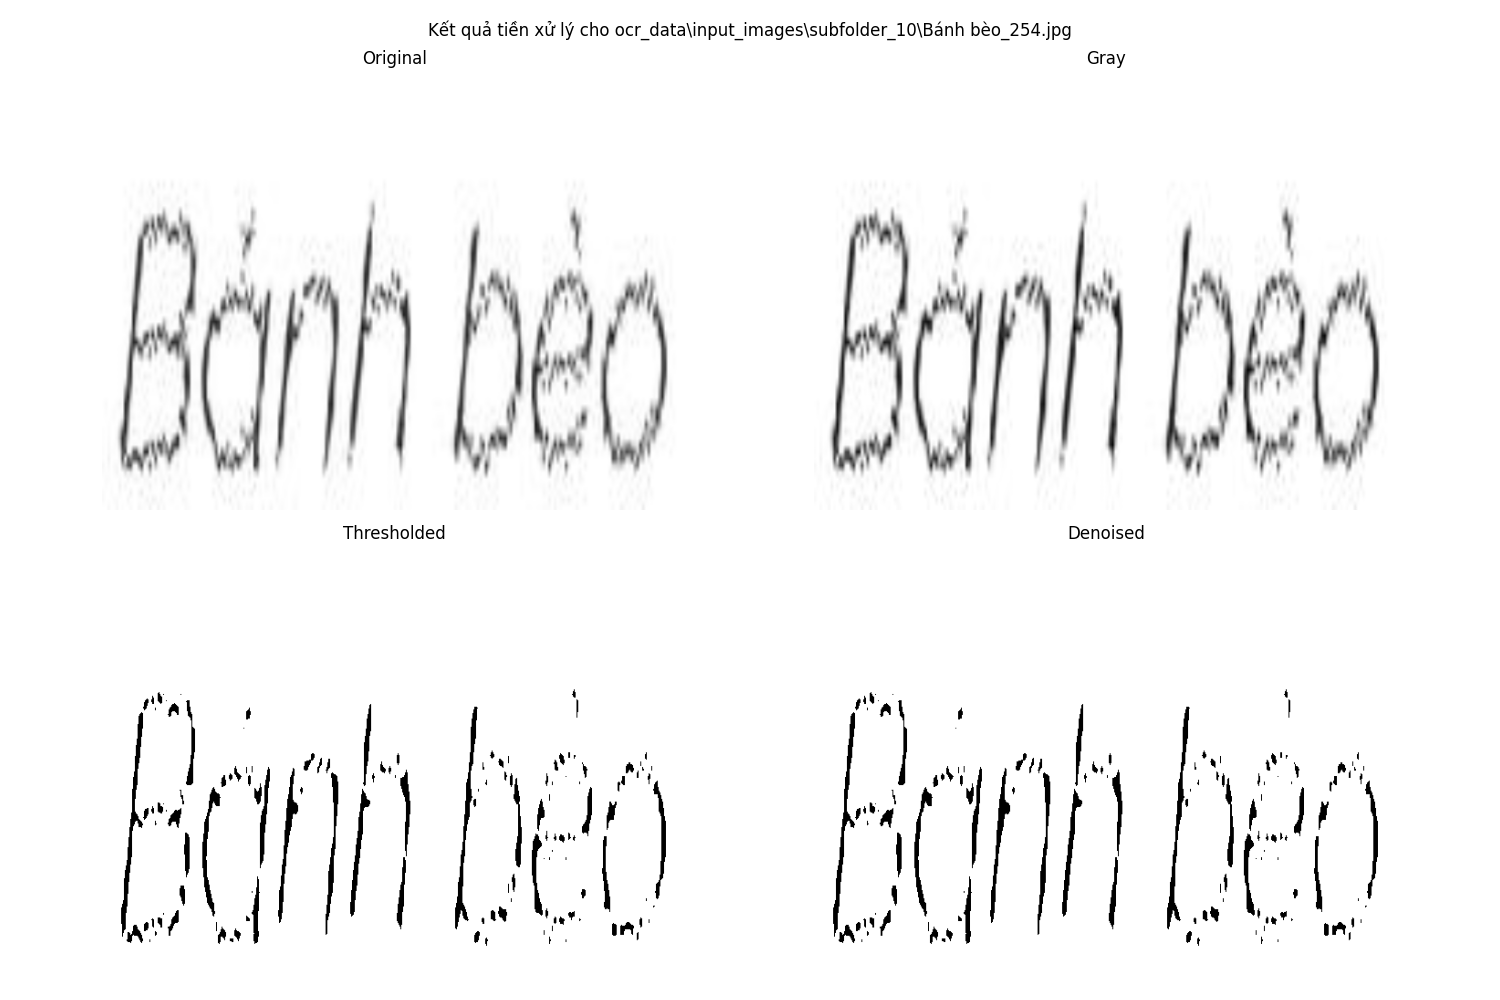 Kết quả tiền xử lý cho ocr_data\input_images\subfolder_10\Bánh bèo_254.jpg
Original
Gray
Bánh bèo
Bánh bèo
Thresholded
Denoised
Bánh bèo
Bánh bèo